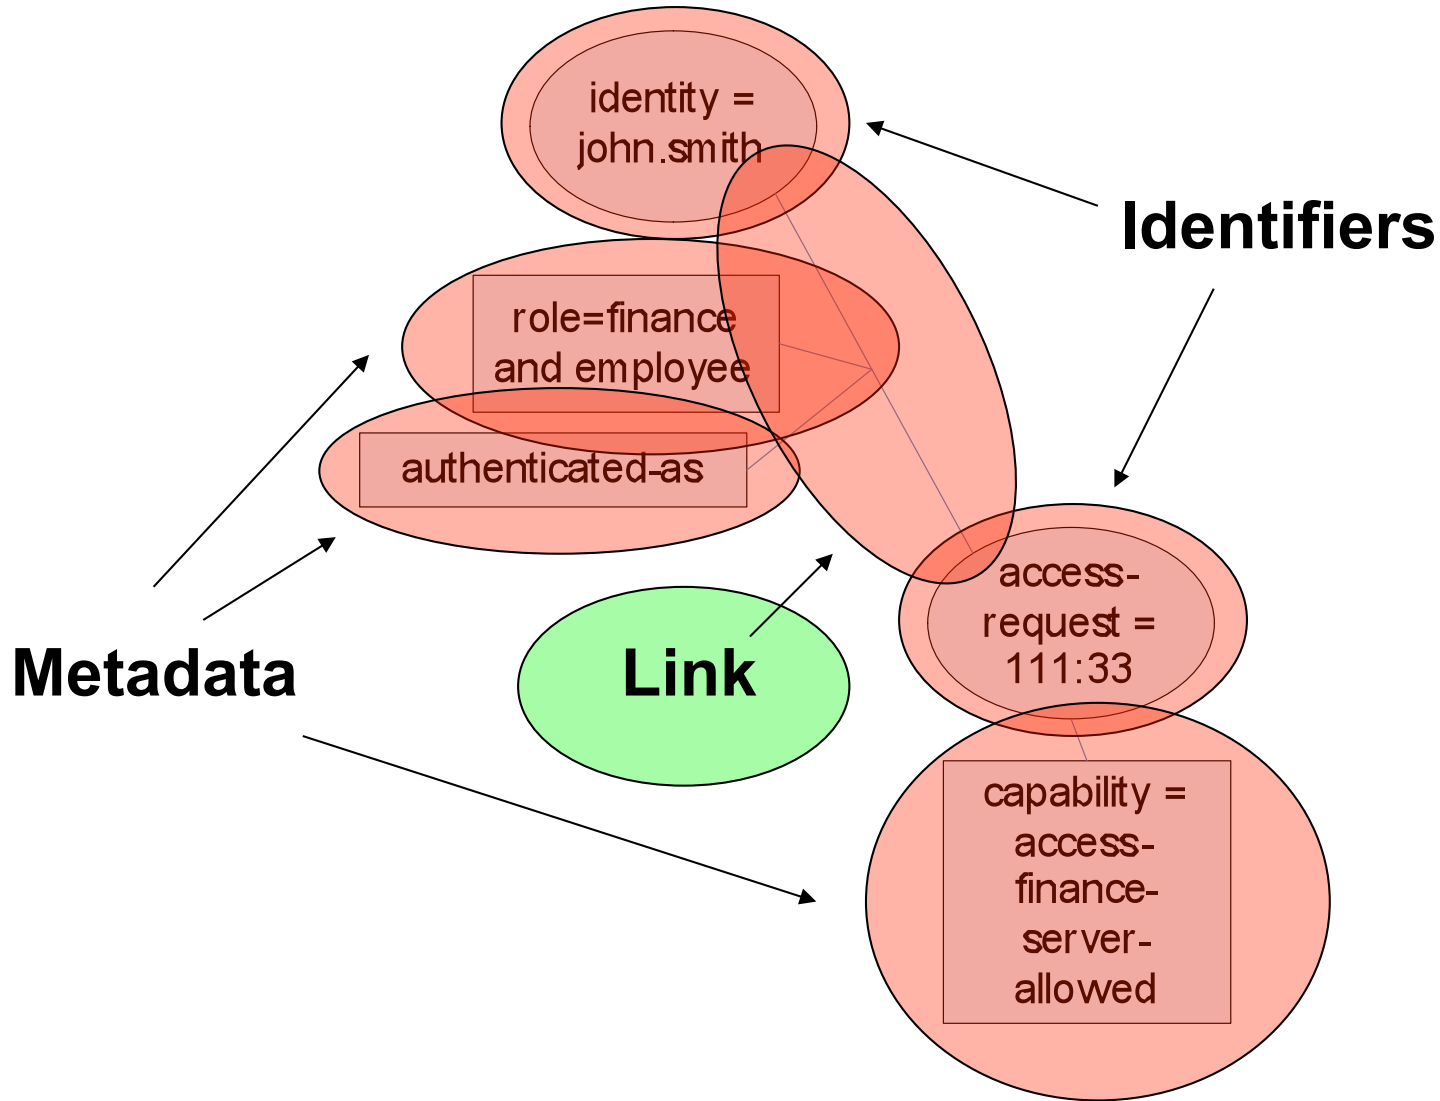 identity =
john.smith
Identifiers
role=finance
and employee
authenticated-as
access-
request =
111:33
Metadata
Link
capability =
access-
finance-
server-
allowed